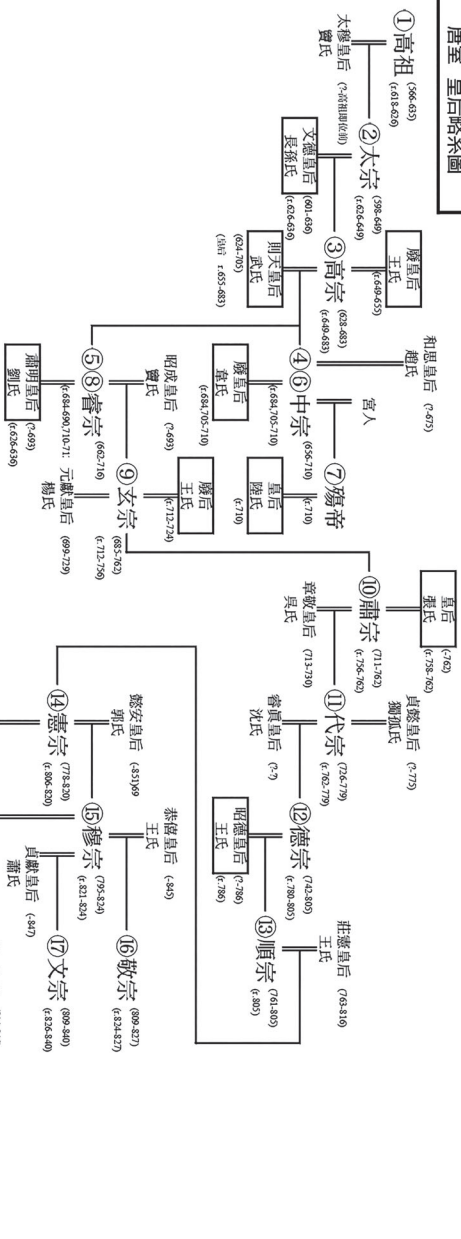 唐室 皇后略系圖
①高祖 (566-635)
(r.618-626)
太穆皇后
竇氏
(?-高祖即位前)
②太宗 (598-649)
(r.626-649)
文德皇后
長孫氏
(601-636)
(r.626-636)
廢皇后
王氏
(r.649-655)
③高宗 (628-683)
(r.649-683)
則天皇后
武氏
(624-705)
(皇后 r.655-683)
和思皇后
趙氏
(?-675)
宮人
④⑥中宗 (656-710)
(r.684,705-710)
廢皇后
韋氏
(r.684,705-710)
昭成皇后
竇氏
(?-693)
⑤⑧睿宗 (662-716)
(r.684-690,710-71
肅明皇后
劉氏
(?-693)
(r.626-636)
⑦殤帝
(r.710)
皇后
陸氏
(r.710)
廢后
王氏
(r.712-724)
⑨玄宗 (685-762)
(r.712-756)
元獻皇后
楊氏
(699-729)
皇后
張氏
(-762)
(r.758-762)
⑩肅宗 (711-762)
(r.756-762)
章敬皇后
吳氏
(713-730)
貞懿皇后
獨孤氏
(?-775)
⑪代宗 (726-779)
(r.762-779)
睿眞皇后
沈氏
(?-?)
⑫德宗 (742-805)
(r.780-805)
昭德皇后
王氏
(?-786)
(r.786)
莊憲皇后
王氏
(763-816)
⑬順宗 (761-805)
(r.805)
懿安皇后
郭氏
(-851)69
⑭憲宗 (778-820)
(r.806-820)
恭僖皇后
王氏
(-845)
⑮穆宗 (795-824)
(r.821-824)
貞獻皇后
蕭氏
(-847)
⑯敬宗 (809-827)
(r.824-827)
⑰文宗 (809-840)
(r.826-840)